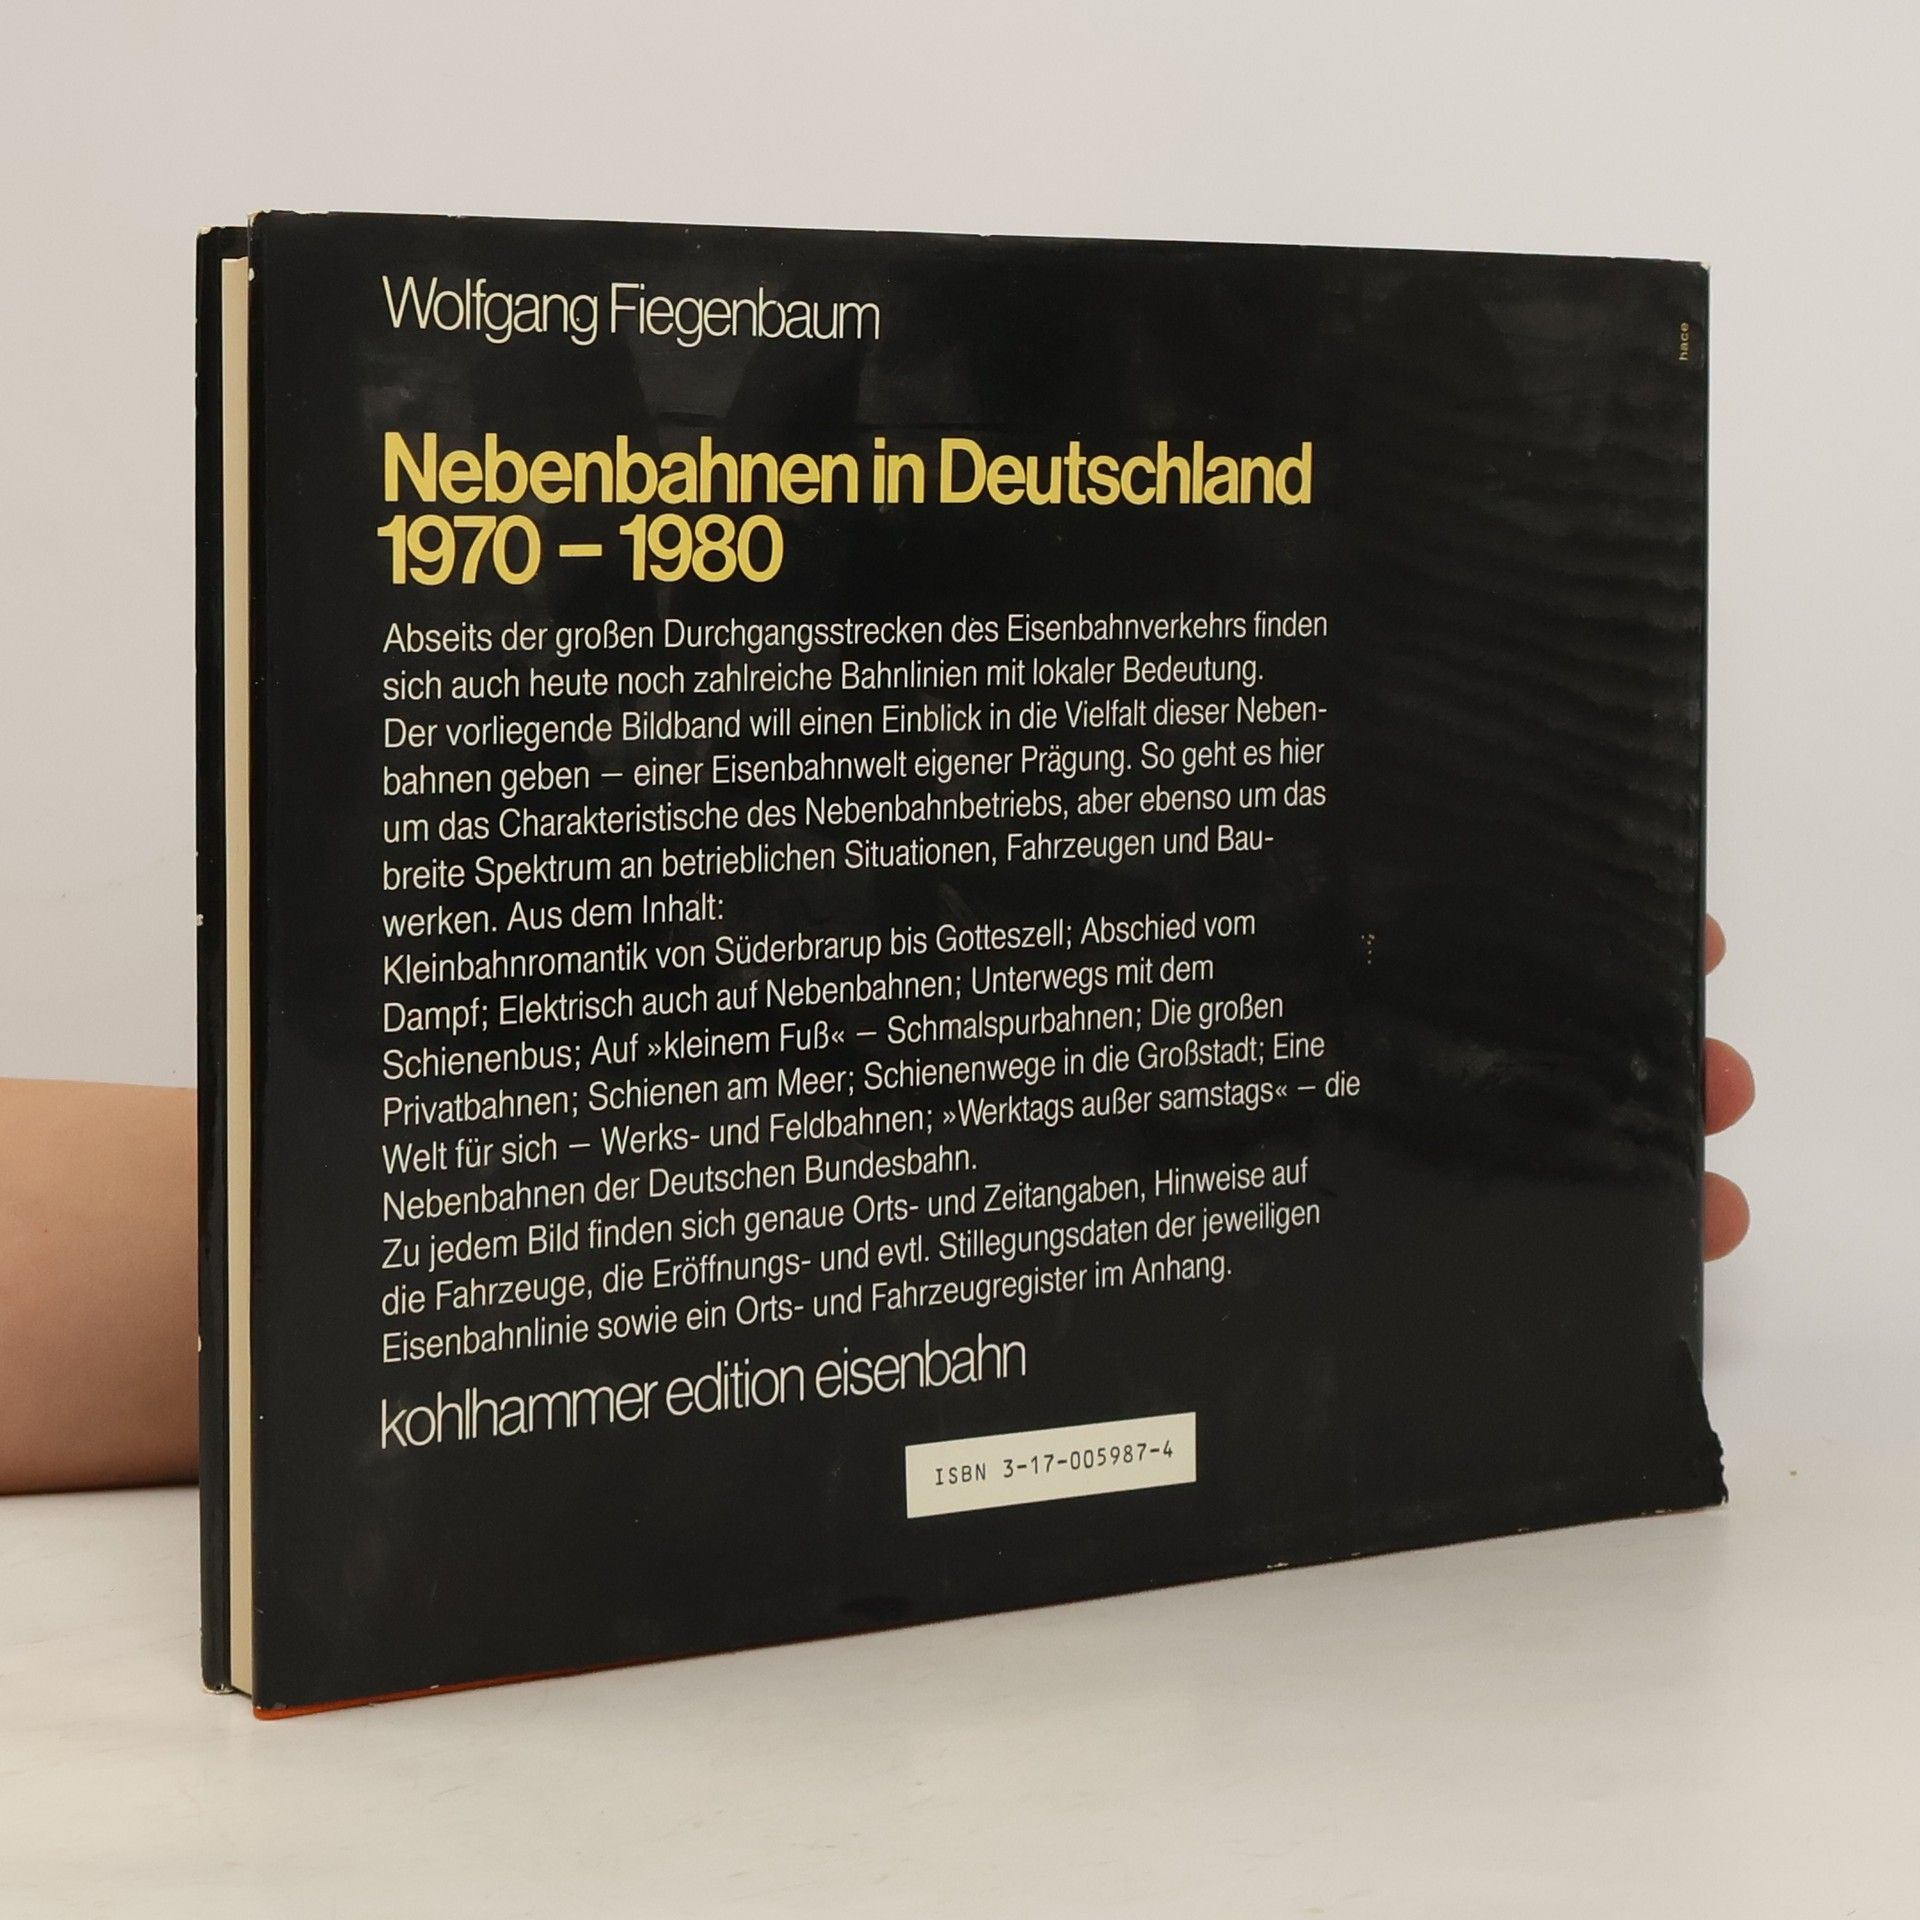 Wolfgang Fiegenbaum
hace
Nebenbahnen in Deutschland
1970 – 1980
Abseits der großen Durchgangsstrecken des Eisenbahnverkehrs finden
sich auch heute noch zahlreiche Bahnlinien mit lokaler Bedeutung.
Der vorliegende Bildband will einen Einblick in die Vielfalt dieser Neben-
bahnen geben – einer Eisenbahnwelt eigener Prägung. So geht es hier
um das Charakteristische des Nebenbahnbetriebs, aber ebenso um das
breite Spektrum an betrieblichen Situationen, Fahrzeugen und Bau-
werken. Aus dem Inhalt:
Kleinbahnromantik von Süderbrarup bis Gotteszell; Abschied vom
Dampf; Elektrisch auch auf Nebenbahnen; Unterwegs mit dem
Schienenbus; Auf »kleinem Fuß« – Schmalspurbahnen; Die großen
Privatbahnen; Schienen am Meer; Schienenwege in die Großstadt; Eine
Welt für sich – Werks- und Feldbahnen; »Werktags außer samstags« – die
Nebenbahnen der Deutschen Bundesbahn.
Zu jedem Bild finden sich genaue Orts- und Zeitangaben, Hinweise auf
die Fahrzeuge, die Eröffnungs- und evtl. Stillegungsdaten der jeweiligen
Eisenbahnlinie sowie ein Orts- und Fahrzeugregister im Anhang.
kohlhammer edition eisenbahn
ISBN 3-17-005987-4